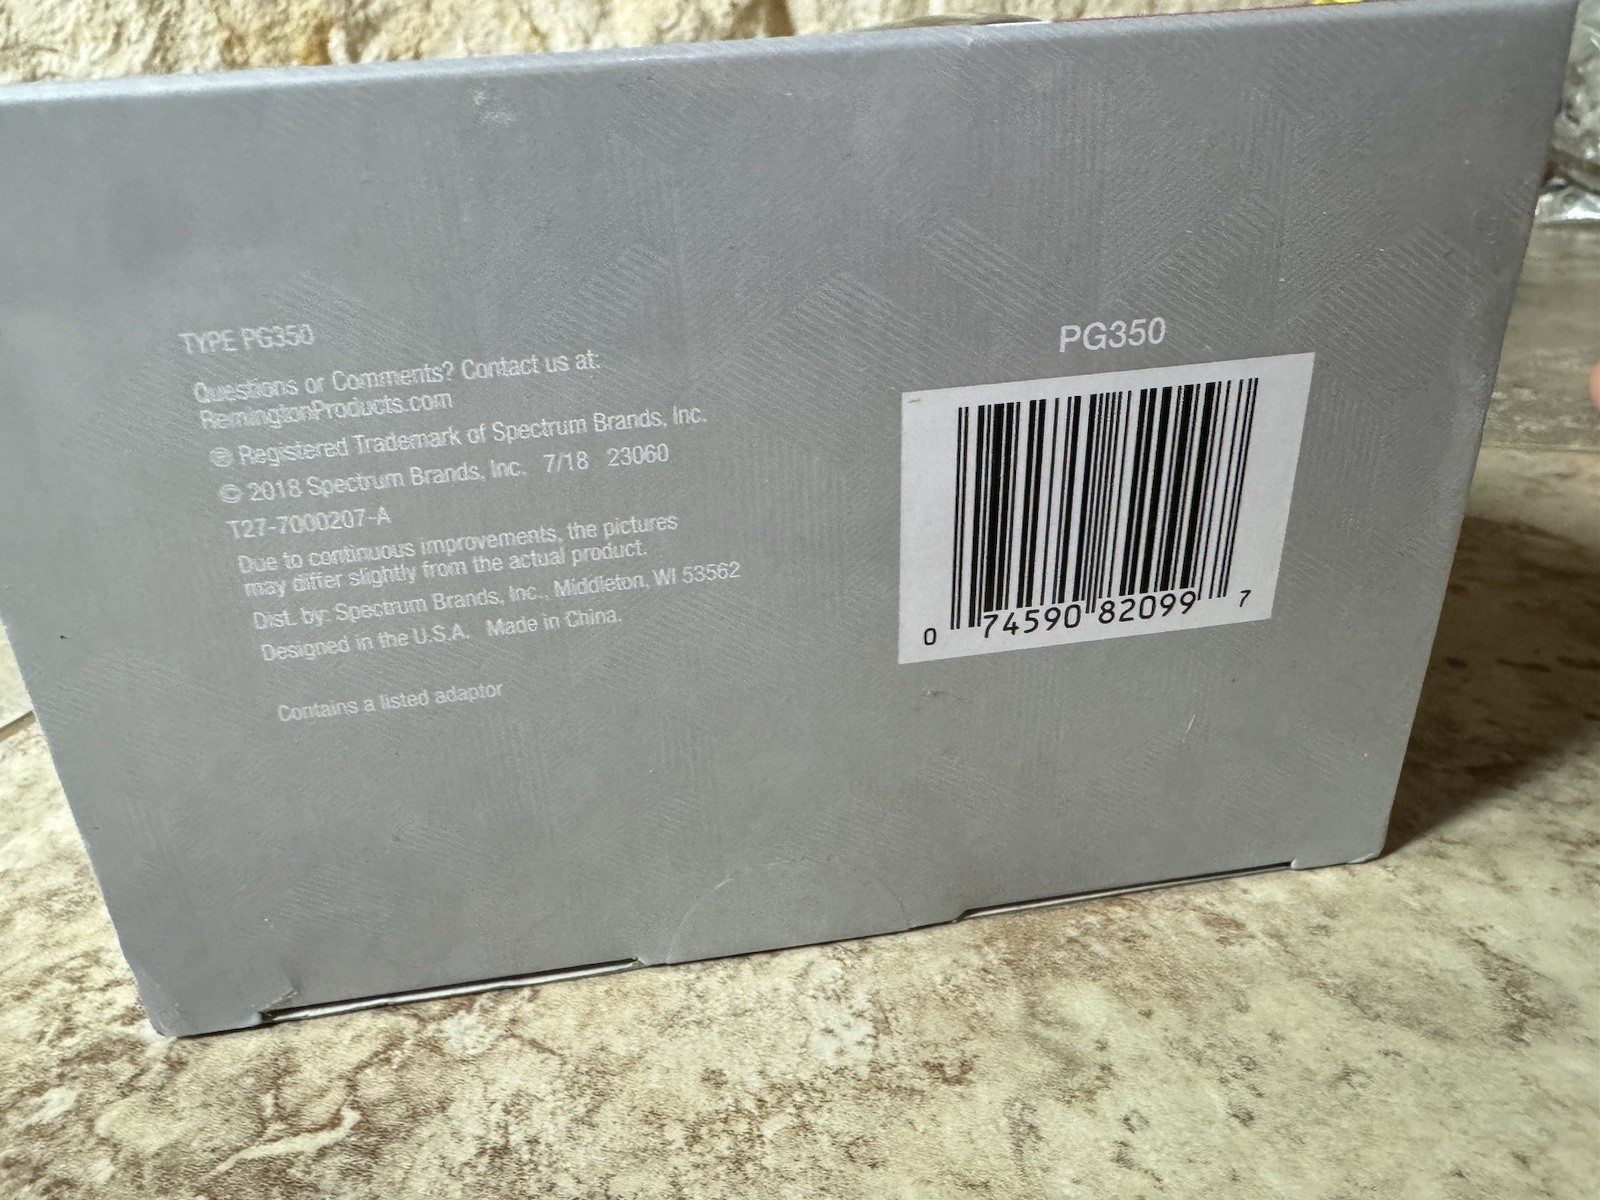 TYPE PG350
Questions or Comments? Contact us at:
RemingtonProducts.com
® Registered Trademark of Spectrum Brands, Inc.
© 2018 Spectrum Brands, Inc. 7/18 23060
T27-7000207-A
Due to continuous improvements, the pictures
may differ slightly from the actual product.
Dist. by: Spectrum Brands, Inc., Middleton, WI 53562
Designed in the U.S.A. Made in China.
Contains a listed adaptor
PG350
0 74590 82099 7